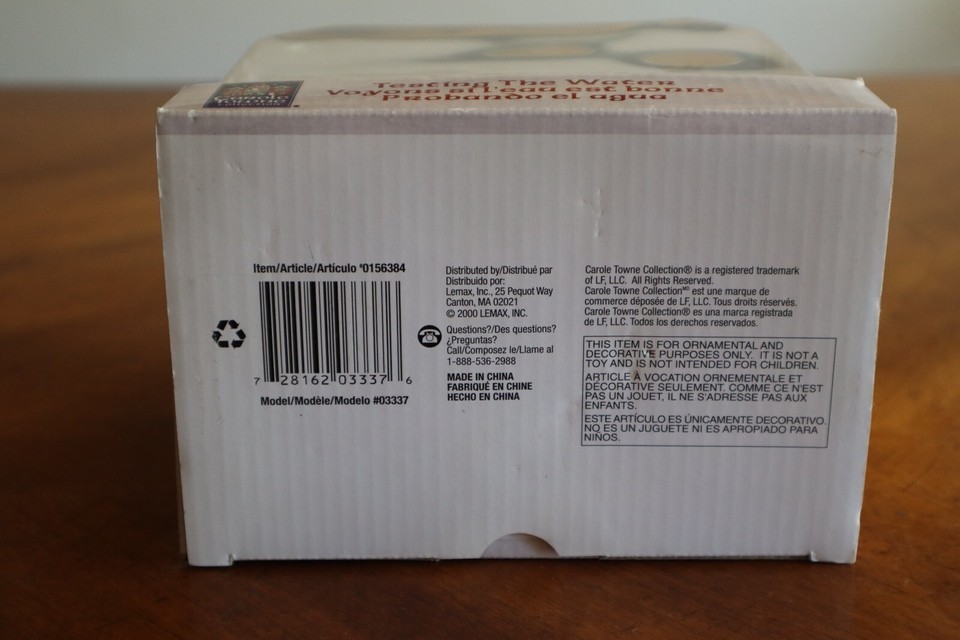 Testing The Water
Voyons si l'eau est bonne
Probando el agua
Item/Article/Artículo #0156384
7 28162 03337 6
Model/Modèle/Modelo #03337
Distributed by/Distribué par
Distribuido por:
Lemax, Inc., 25 Pequot Way
Canton, MA 02021
© 2000 LEMAX, INC.
Questions?/Des questions?
¿Preguntas?
Call/Composez le/Llame al
1-888-536-2988
MADE IN CHINA
FABRIQUÉ EN CHINE
HECHO EN CHINA
Carole Towne Collection® is a registered trademark
of LF, LLC. All Rights Reserved.
Carole Towne Collection᠎ᴹᴰ est une marque de
commerce déposée de LF, LLC. Tous droits réservés.
Carole Towne Collection® es una marca registrada
de LF, LLC. Todos los derechos reservados.
THIS ITEM IS FOR ORNAMENTAL AND
DECORATIVE PURPOSES ONLY. IT IS NOT A
TOY AND IS NOT INTENDED FOR CHILDREN.
ARTICLE À VOCATION ORNEMENTALE ET
DÉCORATIVE SEULEMENT. COMME CE N'EST
PAS UN JOUET, IL NE S'ADRESSE PAS AUX
ENFANTS.
ESTE ARTÍCULO ES ÚNICAMENTE DECORATIVO.
NO ES UN JUGUETE NI ES APROPIADO PARA
NIÑOS.